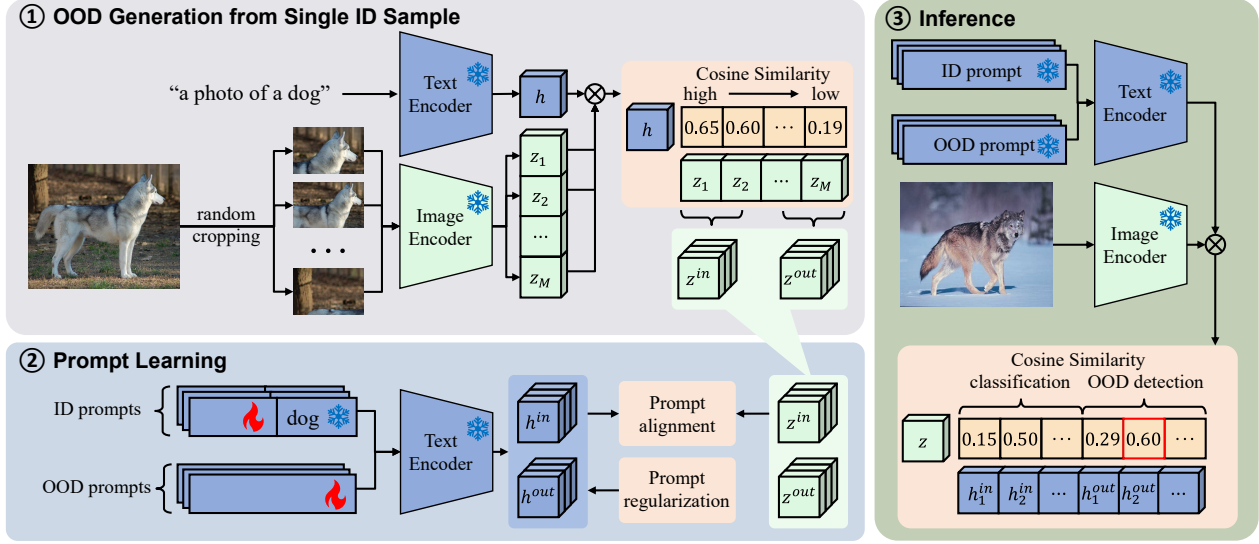 ① OOD Generation from Single ID Sample
"a photo of a dog"
Text
Encoder
h
random
cropping
Image
Encoder
z₁
z₂
...
z_M
Cosine Similarity
high low
h
0.65 0.60 ... 0.19
z₁ z₂ ... z_M
zⁱⁿ zᵒᵘᵗ
② Prompt Learning
ID prompts
dog
OOD prompts
Text
Encoder
hⁱⁿ
hᵒᵘᵗ
Prompt
alignment
Prompt
regularization
zⁱⁿ
zᵒᵘᵗ
③ Inference
ID prompt
OOD prompt
Text
Encoder
Image
Encoder
Cosine Similarity
classification OOD detection
z
0.15 0.50 ... 0.29 0.60 ...
h₁ⁱⁿ h₂ⁱⁿ ... h₁ᵒᵘᵗ h₂ᵒᵘᵗ ...